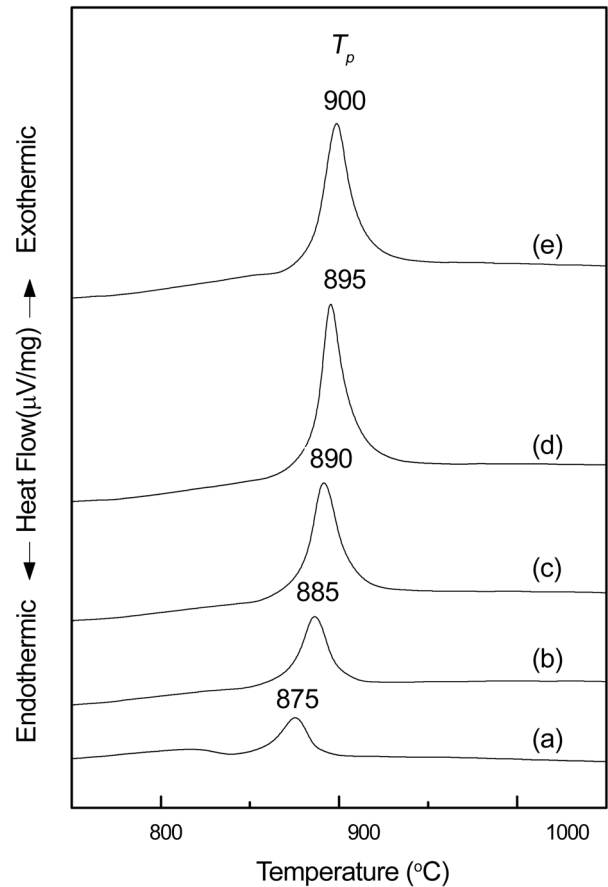 Tp
900
(e)
895
(d)
890
(c)
885
(b)
875
(a)
Endothermic ← Heat Flow(μV/mg) → Exothermic
800 900 1000
Temperature (°C)